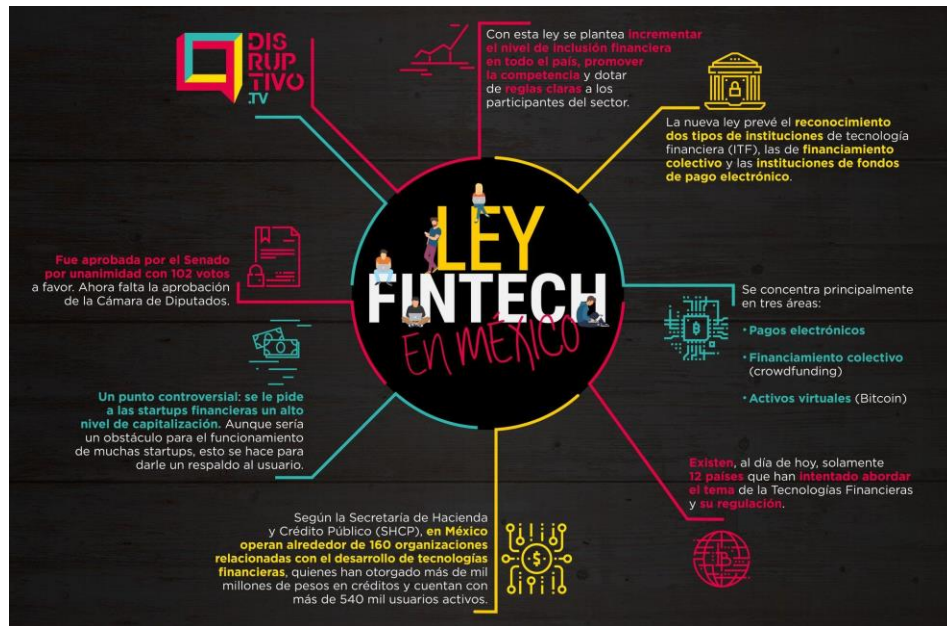 DIS
RUP
TIVO
.TV
Con esta ley se plantea incrementar
el nivel de inclusión financiera
en todo el país, promover
la competencia y dotar
de reglas claras a los
participantes del sector.
La nueva ley prevé el reconocimiento
dos tipos de instituciones de tecnología
financiera (ITF), las de financiamiento
colectivo y las instituciones de fondos
de pago electrónico.
LEY
FINTECH
EN MÉXICO
Fue aprobada por el Senado
por unanimidad con 102 votos
a favor. Ahora falta la aprobación
de la Cámara de Diputados.
Se concentra principalmente
en tres áreas:
• Pagos electrónicos
• Financiamiento colectivo
(crowdfunding)
• Activos virtuales (Bitcoin)
Un punto controversial: se le pide
a las startups financieras un alto
nivel de capitalización. Aunque sería
un obstáculo para el funcionamiento
de muchas startups, esto se hace para
darle un respaldo al usuario.
Existen, al día de hoy, solamente
12 países que han intentado abordar
el tema de la Tecnologías Financieras
y su regulación.
Según la Secretaría de Hacienda
y Crédito Público (SHCP), en México
operan alrededor de 160 organizaciones
relacionadas con el desarrollo de tecnologías
financieras, quienes han otorgado más de mil
millones de pesos en créditos y cuentan con
más de 540 mil usuarios activos.